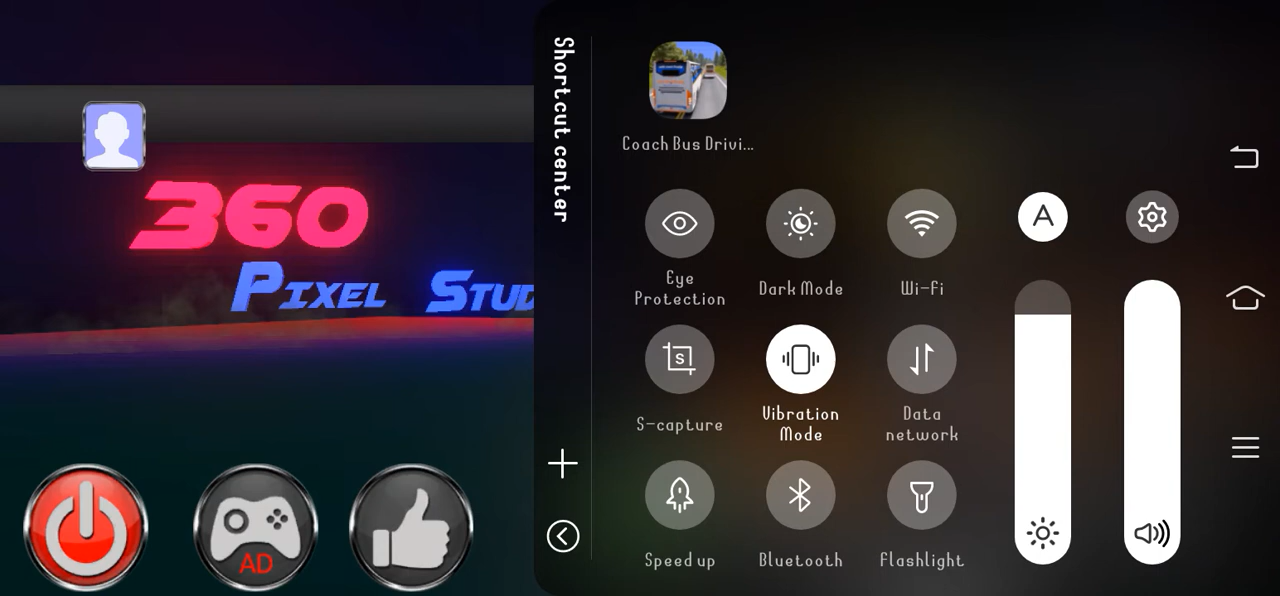 360
PIXEL STUD
AD
Shortcut center
Coach Bus Drivi...
Eye
Protection
Dark Mode
Wi-Fi
A
S
S-capture
Vibration
Mode
Data
network
Speed up
Bluetooth
Flashlight